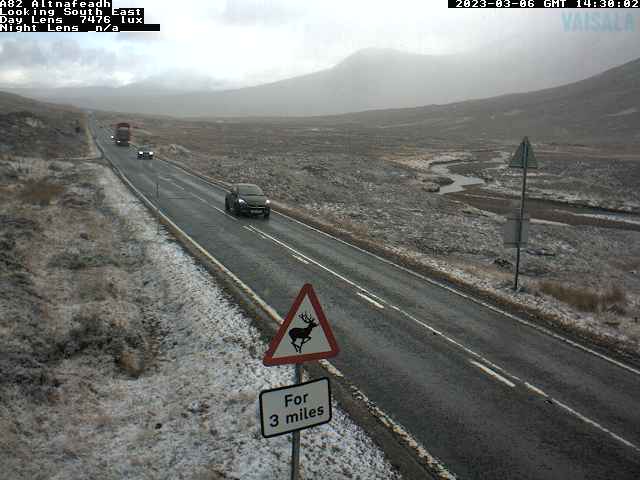 A82 Altnafeadh
Looking South East
Day Lens 7476 lux
Night Lens n/a
2023-03-06 GMT 14:30:02
VAISALA
For
3 miles